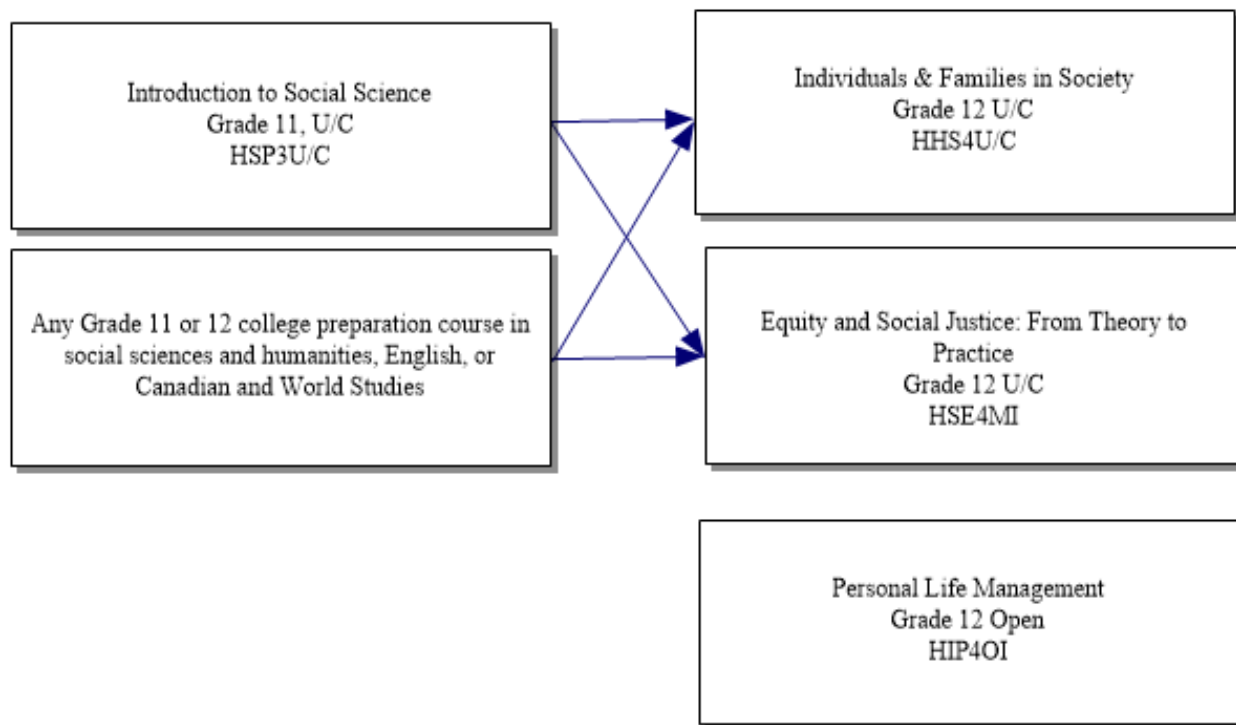 Introduction to Social Science
Grade 11, U/C
HSP3U/C
Any Grade 11 or 12 college preparation course in
social sciences and humanities, English, or
Canadian and World Studies
Individuals & Families in Society
Grade 12 U/C
HHS4U/C
Equity and Social Justice: From Theory to
Practice
Grade 12 U/C
HSE4MI
Personal Life Management
Grade 12 Open
HIP4OI